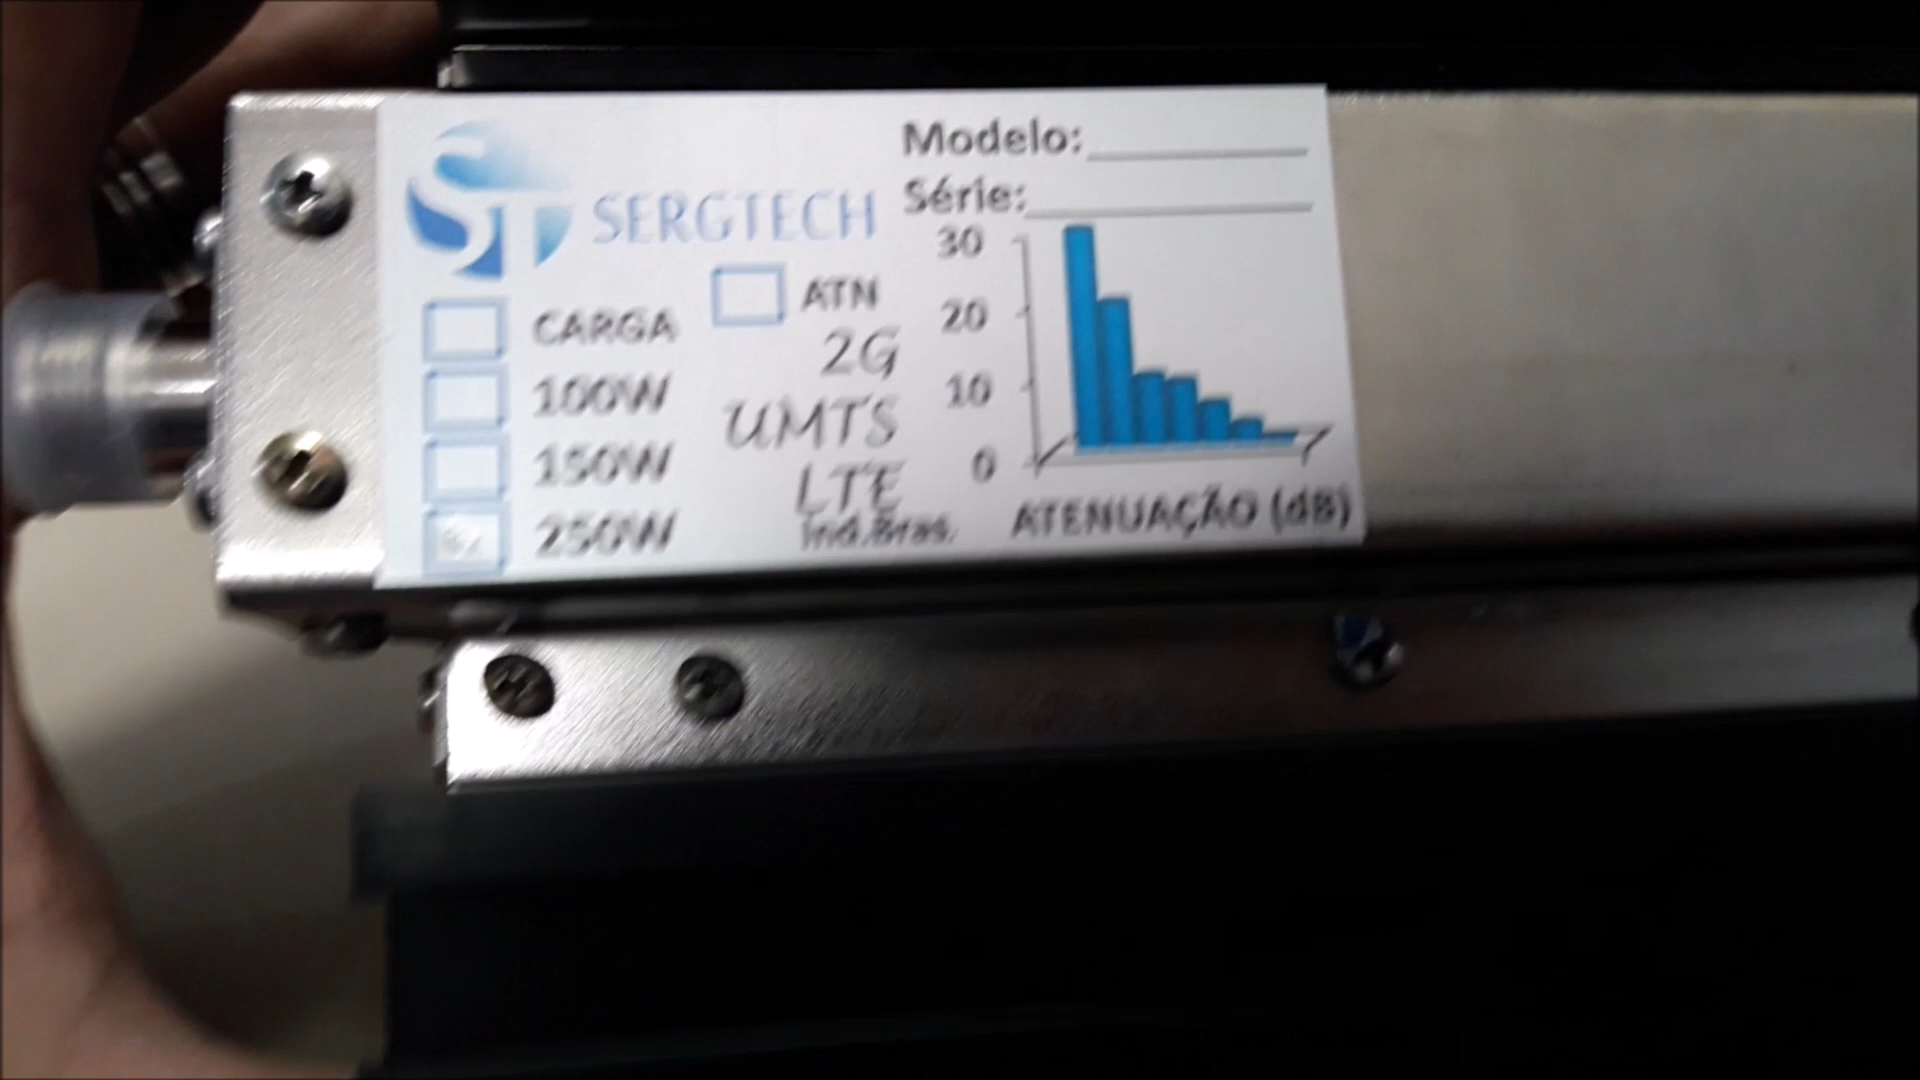 ST SERGTECH
Modelo:
Série:
ATN
CARGA
100W
150W
250W
2G
UMTS
LTE
Ind.Bras.
30
20
10
0
ATENUAÇÃO (dB)